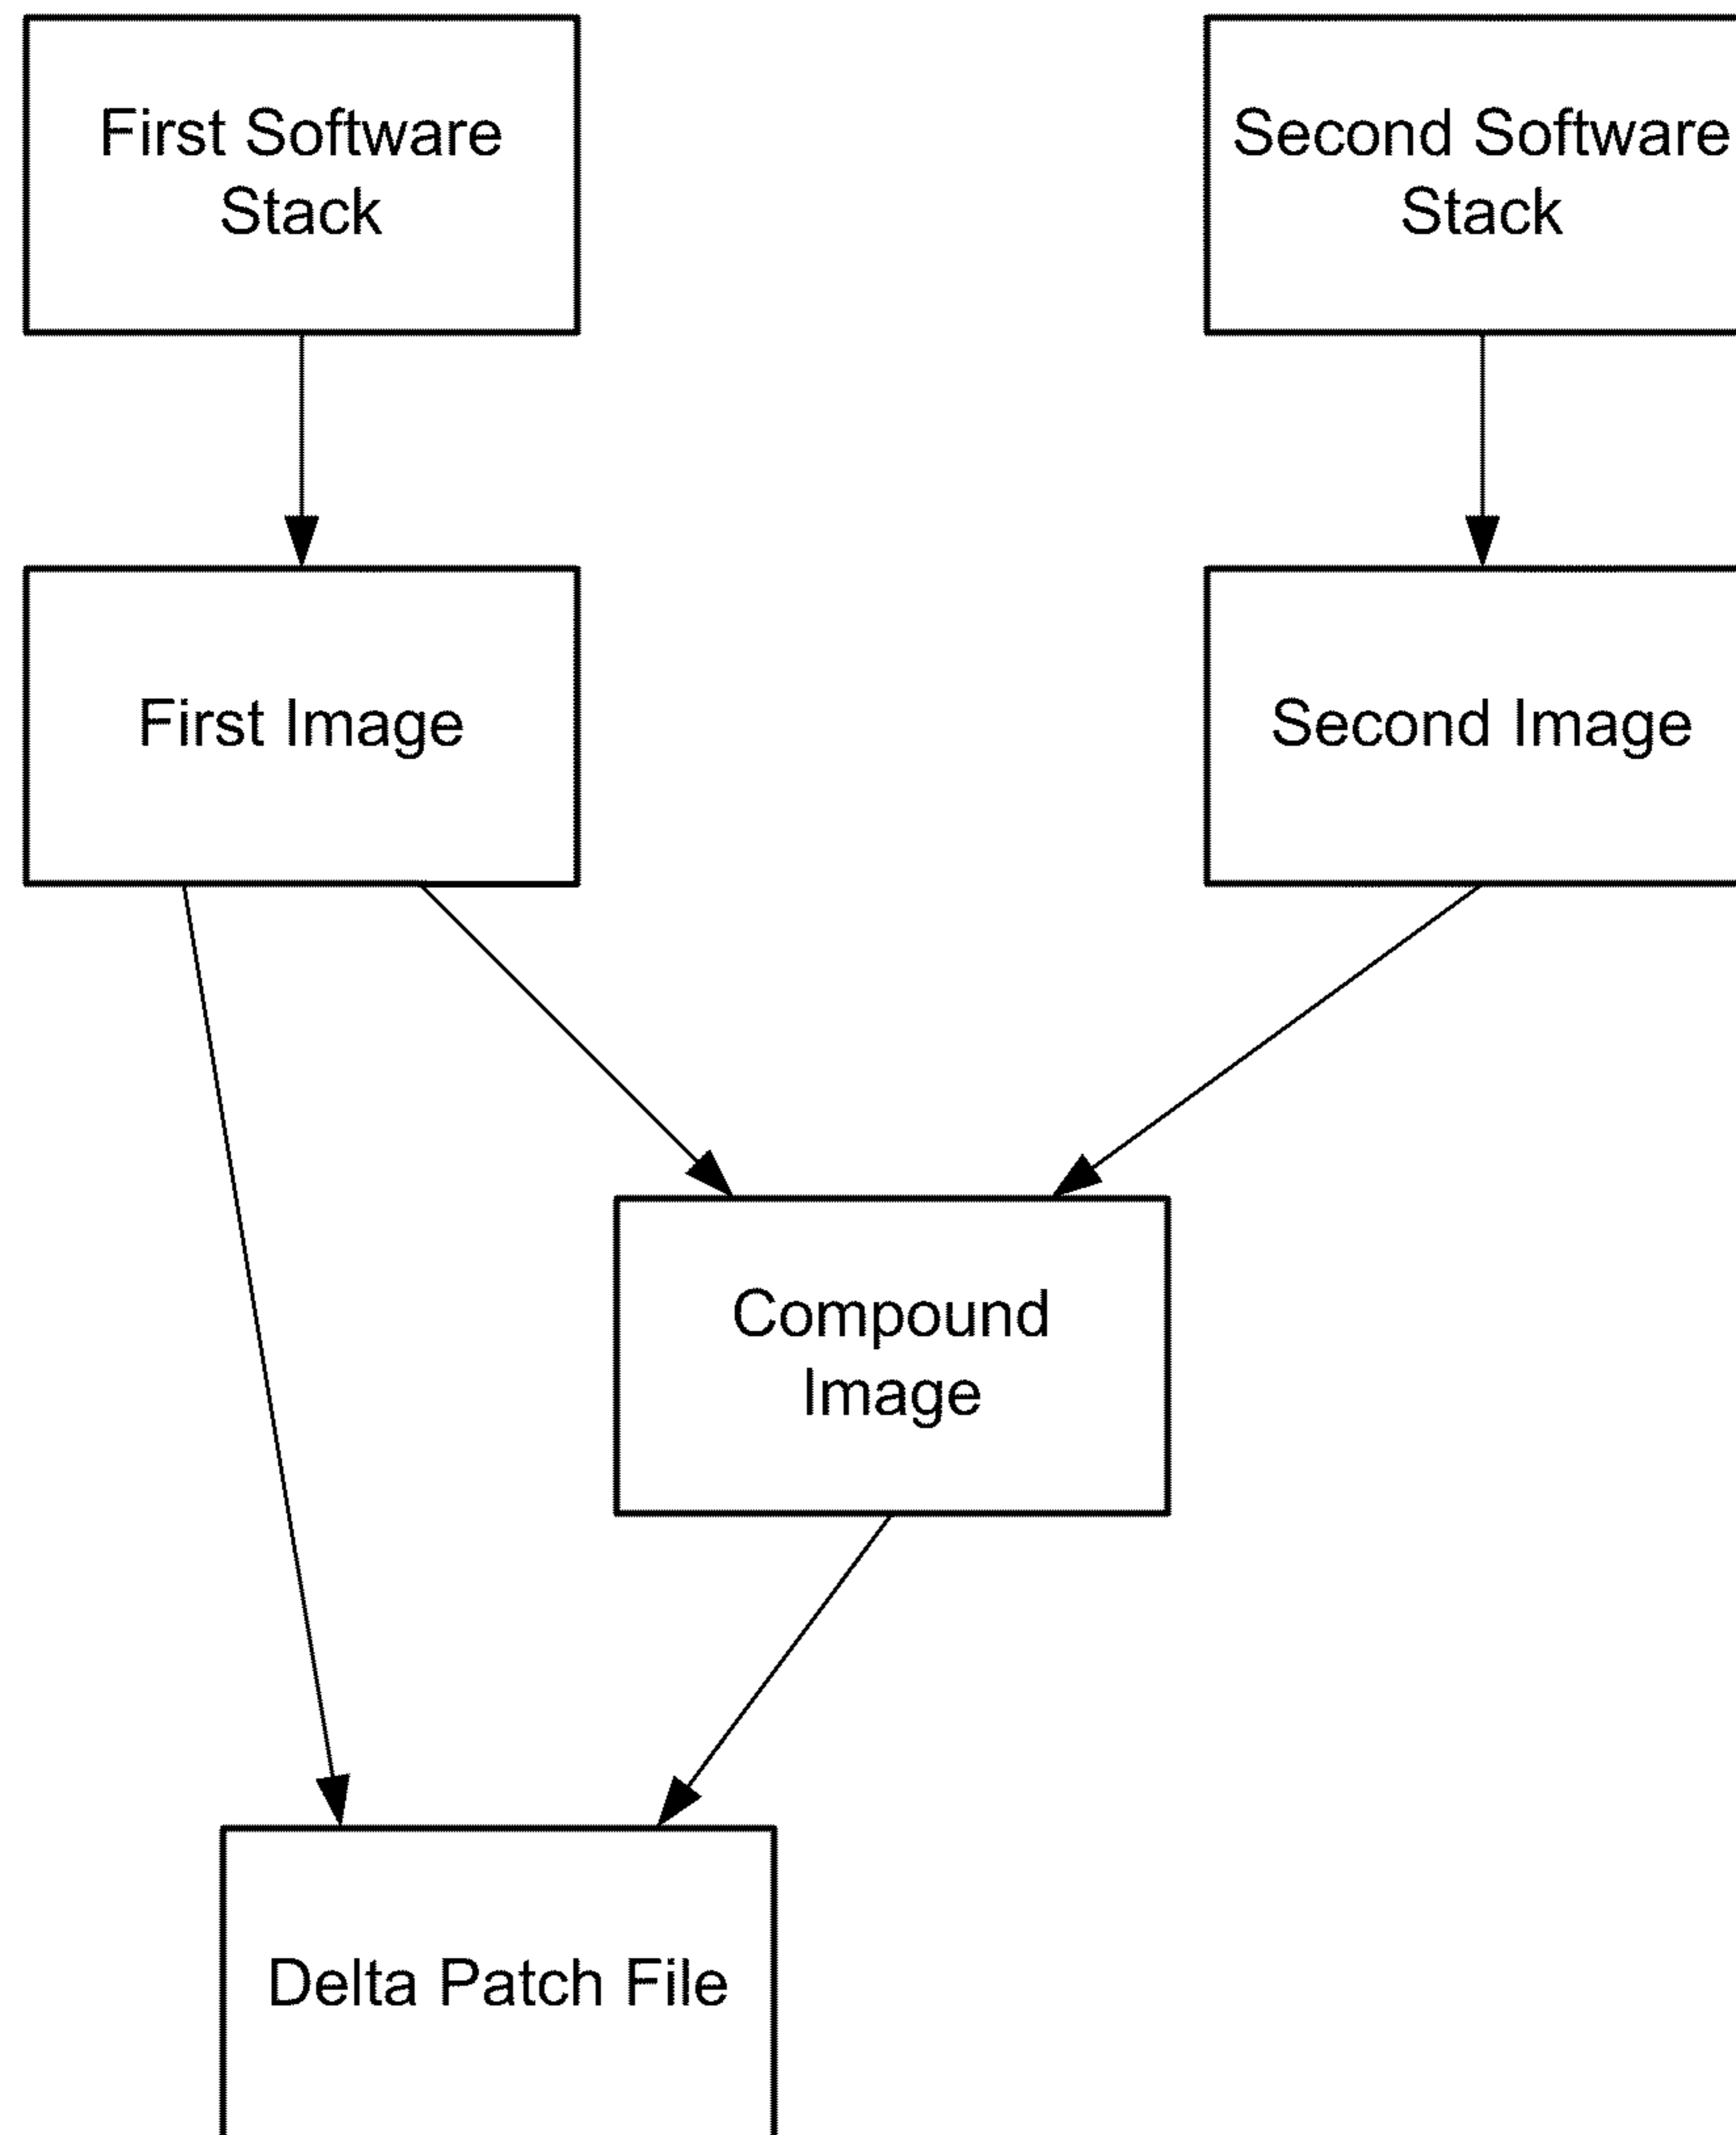 First Software
Stack
Second Software
Stack
First Image
Second Image
Compound
Image
Delta Patch File